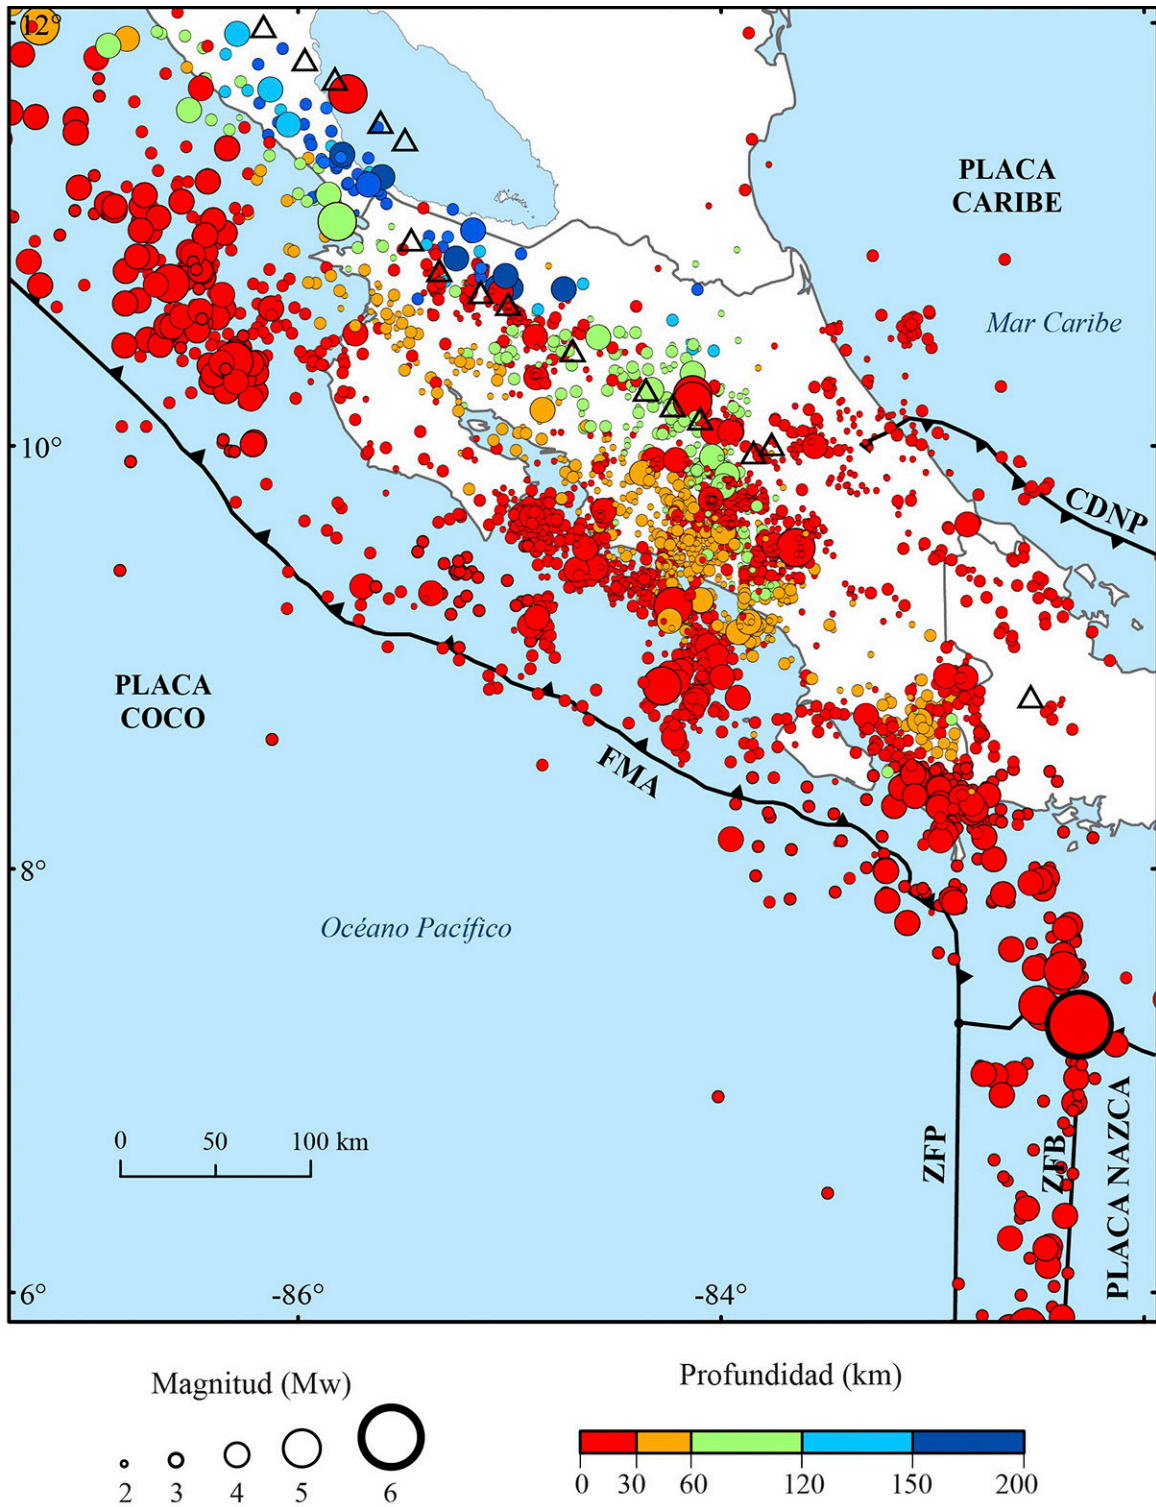 12°
PLACA
CARIBE
Mar Caribe
10°
CDNP
PLACA
COCO
FMA
8°
Océano Pacífico
0 50 100 km
ZFP
ZFB
PLACA NAZCA
6°
-86°
-84°
Magnitud (Mw)
2 3 4 5 6
Profundidad (km)
0 30 60 120 150 200